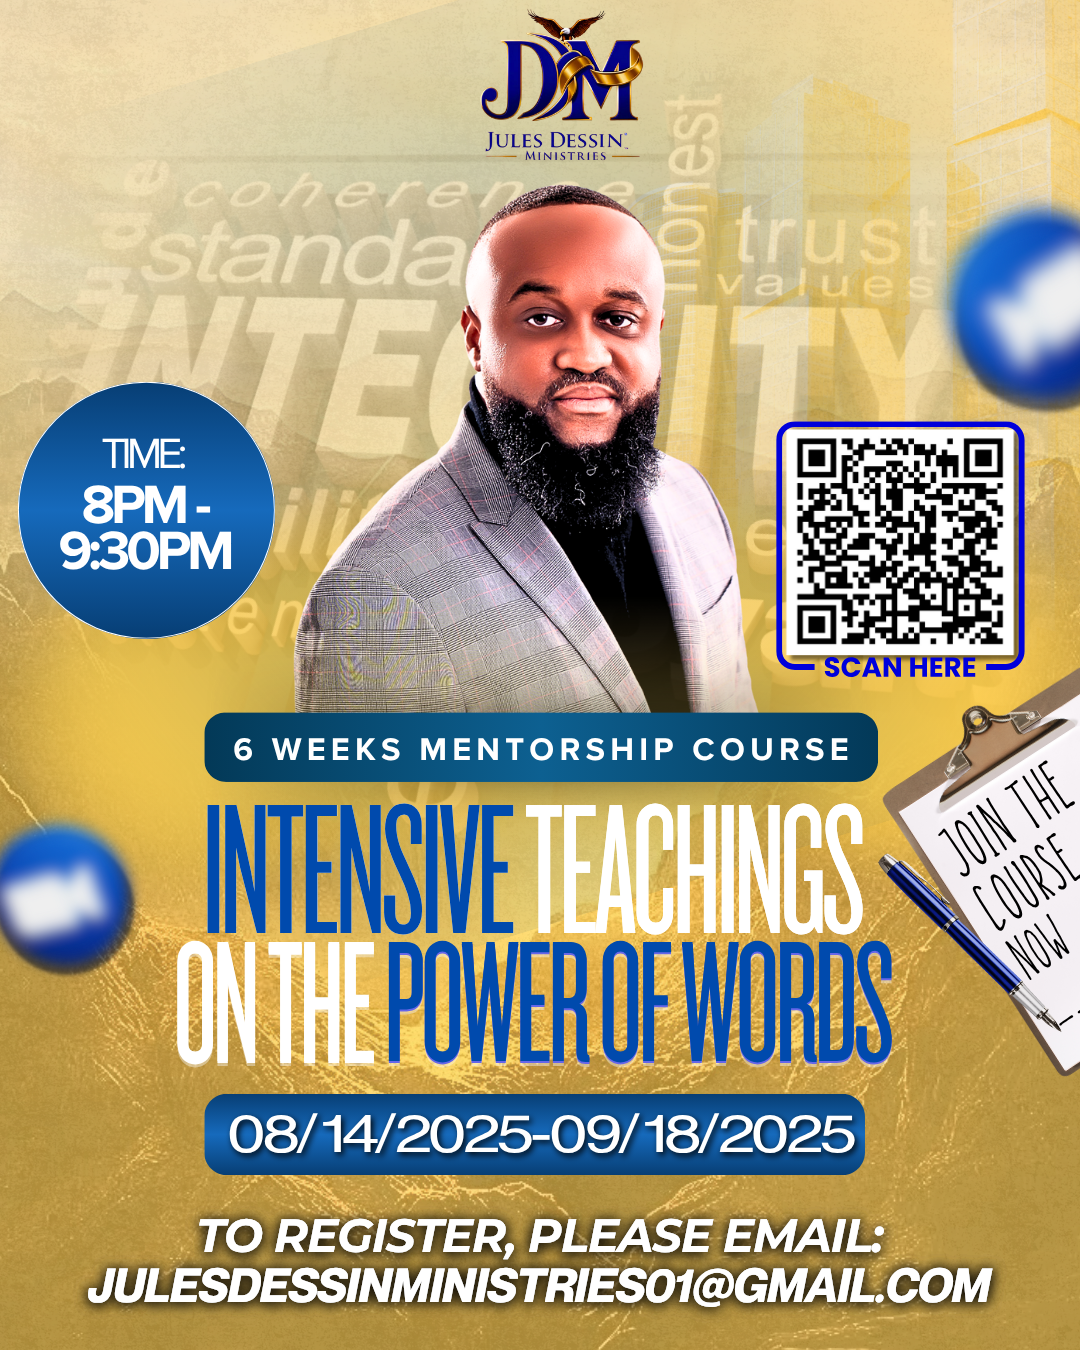 JDM
JULES DESSIN
MINISTRIES
coherence
honest
standa
trust
values
INTEGRITY
TIME:
8PM -
9:30PM
SCAN HERE
6 WEEKS MENTORSHIP COURSE
JOIN THE
COURSE
NOW
INTENSIVE TEACHINGS
ON THE POWER OF WORDS
08/14/2025-09/18/2025
TO REGISTER, PLEASE EMAIL:
JULESDESSINMINISTRIES01@GMAIL.COM